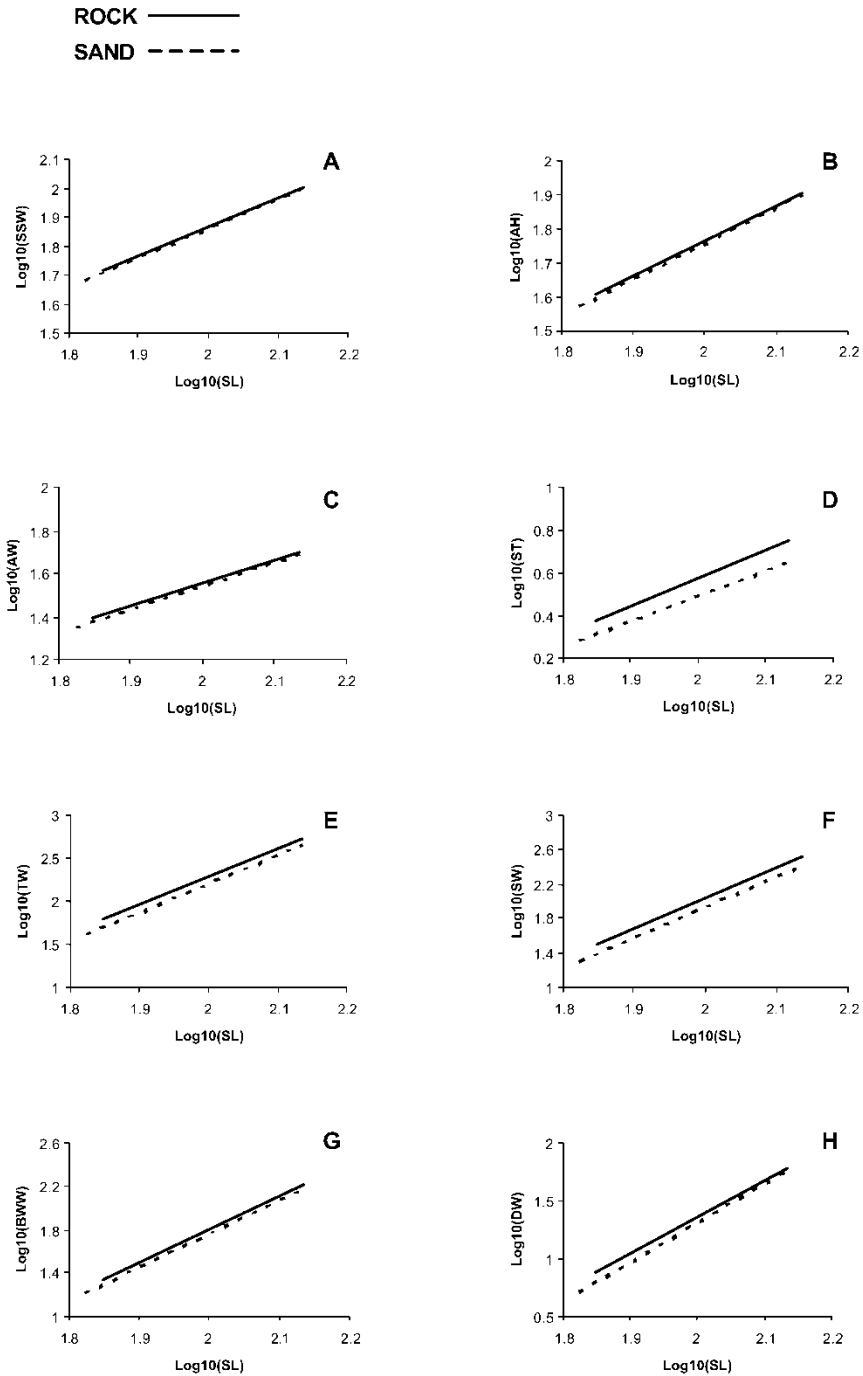 ROCK
SAND
A
2.1
2
1.9
1.8
1.7
1.6
1.5
Log10(SSW)
1.8 1.9 2 2.1 2.2
Log10(SL)
B
2
1.9
1.8
1.7
1.6
1.5
Log10(AH)
1.8 1.9 2 2.1 2.2
Log10(SL)
C
2
1.8
1.6
1.4
1.2
Log10(AW)
1.8 1.9 2 2.1 2.2
Log10(SL)
D
1
0.8
0.6
0.4
0.2
Log10(ST)
1.8 1.9 2 2.1 2.2
Log10(SL)
E
3
2.5
2
1.5
1
Log10(TW)
1.8 1.9 2 2.1 2.2
Log10(SL)
F
3
2.6
2.2
1.8
1.4
1
Log10(SW)
1.8 1.9 2 2.1 2.2
Log10(SL)
G
2.6
2.2
1.8
1.4
1
Log10(BWW)
1.8 1.9 2 2.1 2.2
Log10(SL)
H
2
1.5
1
0.5
Log10(DW)
1.8 1.9 2 2.1 2.2
Log10(SL)